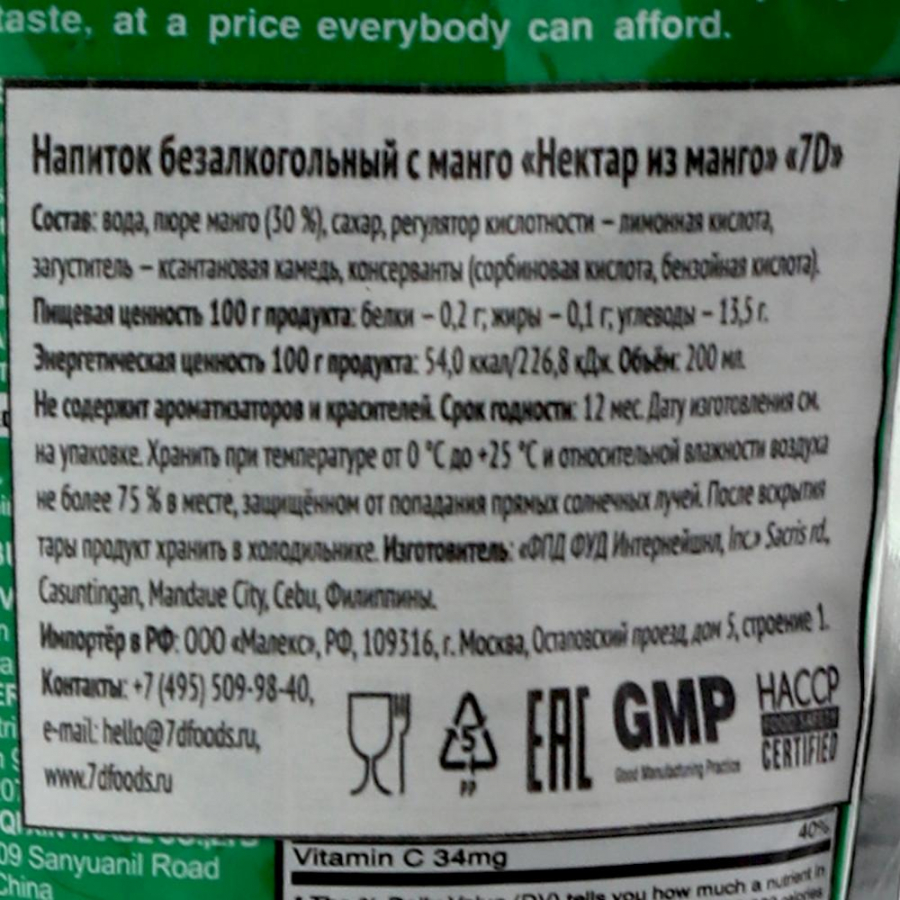 taste, at a price everybody can afford.
Напиток безалкогольный с манго «Нектар из манго» «7D»
Состав: вода, пюре манго (30 %), сахар, регулятор кислотности – лимонная кислота,
загуститель – ксантановая камедь, консерванты (сорбиновая кислота, бензойная кислота).
Пищевая ценность 100 г продукта: белки – 0,2 г; жиры – 0,1 г; углеводы – 13,5 г.
Энергетическая ценность 100 г продукта: 54,0 ккал/226,8 кДж. Объём: 200 мл.
Не содержит ароматизаторов и красителей. Срок годности: 12 мес. Дату изготовления см.
на упаковке. Хранить при температуре от 0 °С до +25 °С и относительной влажности воздуха
не более 75 % в месте, защищённом от попадания прямых солнечных лучей. После вскрытия
тары продукт хранить в холодильнике. Изготовитель: «ФПД ФУД Интернейшнл, Inc.» Sacris rd,
Casuntingan, Mandaue City, Cebu, Филиппины.
Импортёр в РФ: ООО «Малекс», РФ, 109316, г. Москва, Остаповский проезд, дом 5, строение 1.
Контакты: +7 (495) 509-98-40,
e-mail: hello@7dfoods.ru,
www.7dfoods.ru
5
PP
EAC
GMP
Good Manufacturing Practice
HACCP
FOOD SAFETY
CERTIFIED
09 Sanyuanil Road
China
40%
Vitamin C 34mg
tells you how much a nutrient in